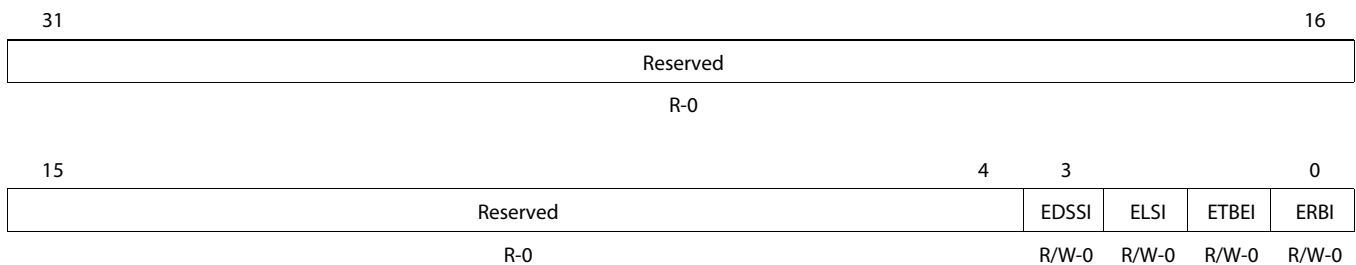 31 16
Reserved
R-0
15 4 3 0
Reserved EDSSI ELSI ETBEI ERBI
R-0 R/W-0 R/W-0 R/W-0 R/W-0